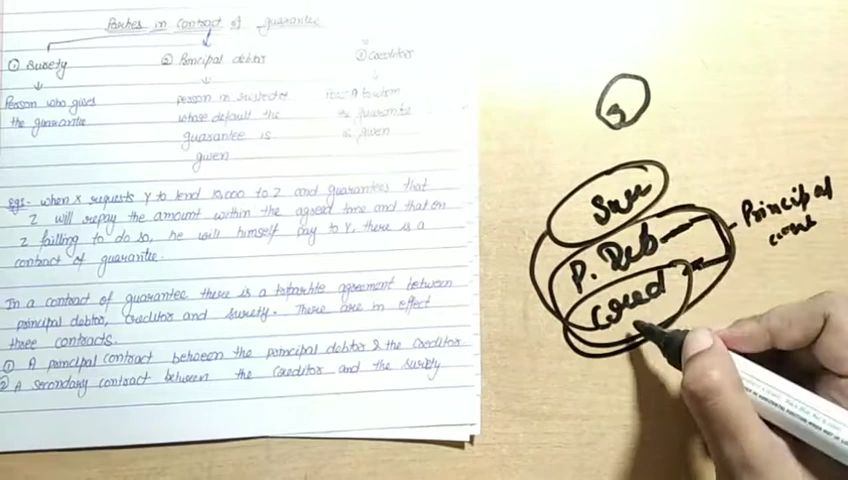 Parties in contract of guarantee
① Surety
② Principal debtor
③ Creditor
Person who gives
the guarantee
person in respect of
whose default the
guarantee is
given
to whom
the guarantee
is given
eg:- when X requests Y to lend 10,000 to Z and guarantees that
Z will repay the amount within the agreed time and that on
Z failling to do so, he will himself pay to Y, there is a
contract of guarantee.
In a contract of guarantee there is a tripartite agreement between
principal debtor, creditor and surety. There are in effect
three contracts.
① A principal contract between the principal debtor & the creditor
② A secondary contract between the creditor and the surety
S
P. Deb
Cred
Principal